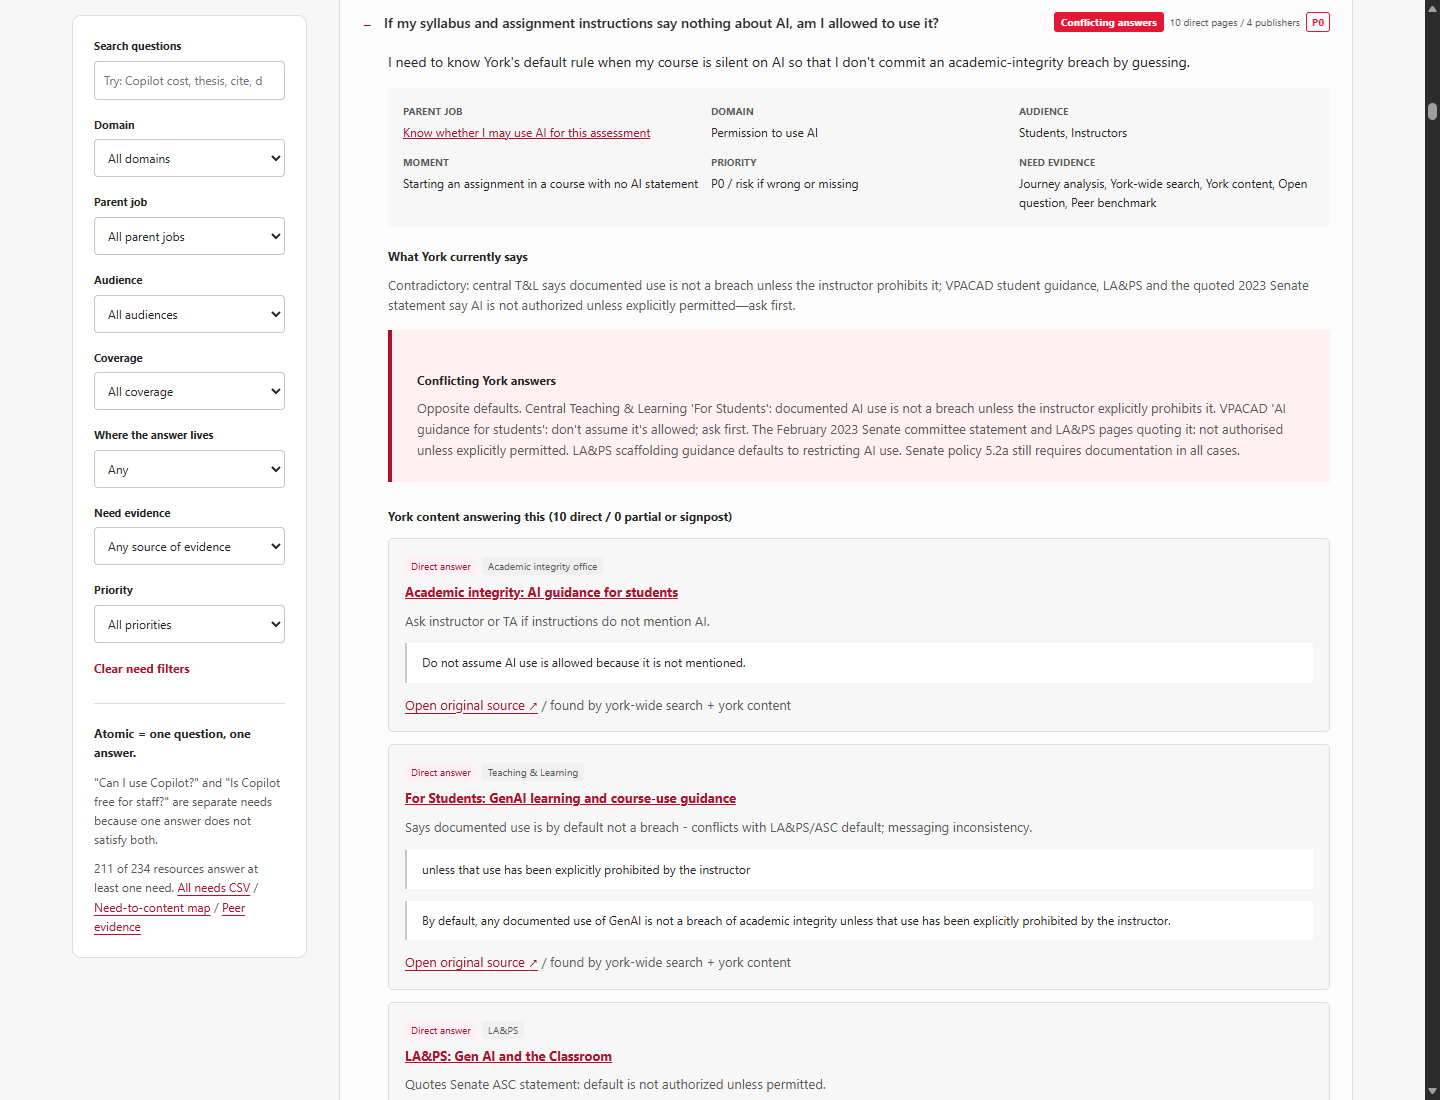 Search questions
Try: Copilot cost, thesis, cite, d
Domain
All domains
Parent job
All parent jobs
Audience
All audiences
Coverage
All coverage
Where the answer lives
Any
Need evidence
Any source of evidence
Priority
All priorities
Clear need filters
Atomic = one question, one
answer.
"Can I use Copilot?" and "Is Copilot
free for staff?" are separate needs
because one answer does not
satisfy both.
211 of 234 resources answer at
least one need. All needs CSV /
Need-to-content map / Peer
evidence
– If my syllabus and assignment instructions say nothing about AI, am I allowed to use it?
Conflicting answers 10 direct pages / 4 publishers P0
I need to know York's default rule when my course is silent on AI so that I don't commit an academic-integrity breach by guessing.
PARENT JOB
Know whether I may use AI for this assessment
DOMAIN
Permission to use AI
AUDIENCE
Students, Instructors
MOMENT
Starting an assignment in a course with no AI statement
PRIORITY
P0 / risk if wrong or missing
NEED EVIDENCE
Journey analysis, York-wide search, York content, Open
question, Peer benchmark
What York currently says
Contradictory: central T&L says documented use is not a breach unless the instructor prohibits it; VPACAD student guidance, LA&PS and the quoted 2023 Senate
statement say AI is not authorized unless explicitly permitted—ask first.
Conflicting York answers
Opposite defaults. Central Teaching & Learning 'For Students': documented AI use is not a breach unless the instructor explicitly prohibits it. VPACAD 'AI
guidance for students': don't assume it's allowed; ask first. The February 2023 Senate committee statement and LA&PS pages quoting it: not authorised
unless explicitly permitted. LA&PS scaffolding guidance defaults to restricting AI use. Senate policy 5.2a still requires documentation in all cases.
York content answering this (10 direct / 0 partial or signpost)
Direct answer Academic integrity office
Academic integrity: AI guidance for students
Ask instructor or TA if instructions do not mention AI.
Do not assume AI use is allowed because it is not mentioned.
Open original source ↗ / found by york-wide search + york content
Direct answer Teaching & Learning
For Students: GenAI learning and course-use guidance
Says documented use is by default not a breach - conflicts with LA&PS/ASC default; messaging inconsistency.
unless that use has been explicitly prohibited by the instructor
By default, any documented use of GenAI is not a breach of academic integrity unless that use has been explicitly prohibited by the instructor.
Open original source ↗ / found by york-wide search + york content
Direct answer LA&PS
LA&PS: Gen AI and the Classroom
Quotes Senate ASC statement: default is not authorized unless permitted.